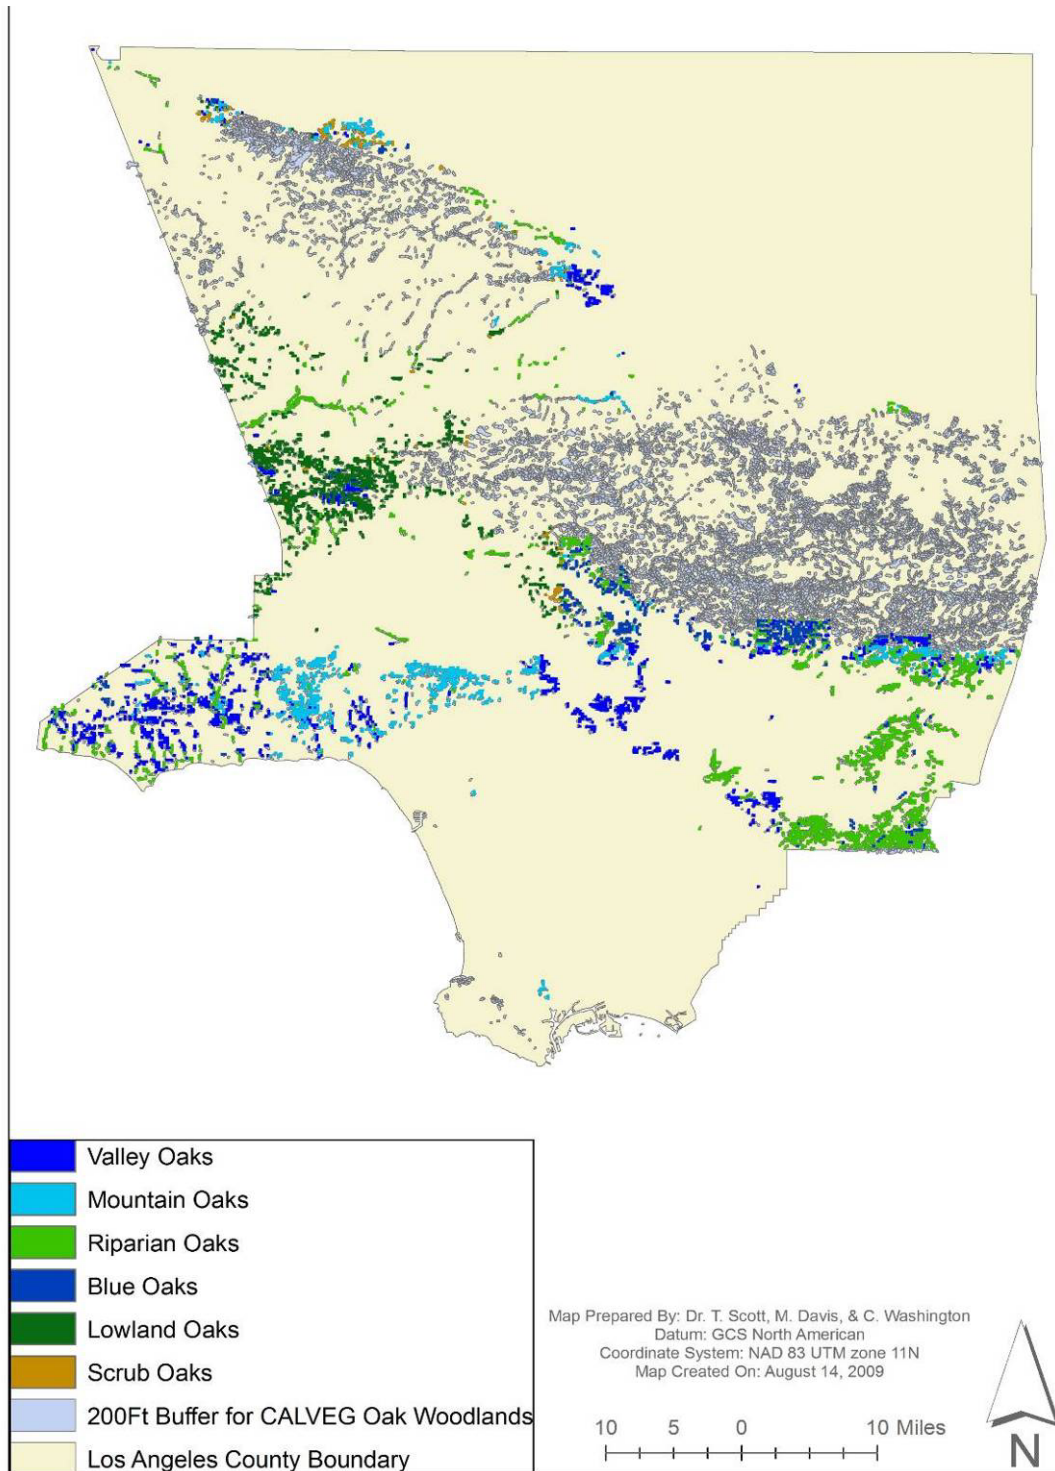 Valley Oaks
Mountain Oaks
Riparian Oaks
Blue Oaks
Lowland Oaks
Scrub Oaks
200Ft Buffer for CALVEG Oak Woodlands
Los Angeles County Boundary
Map Prepared By: Dr. T. Scott, M. Davis, & C. Washington
Datum: GCS North American
Coordinate System: NAD 83 UTM zone 11N
Map Created On: August 14, 2009
10 5 0 10 Miles
N